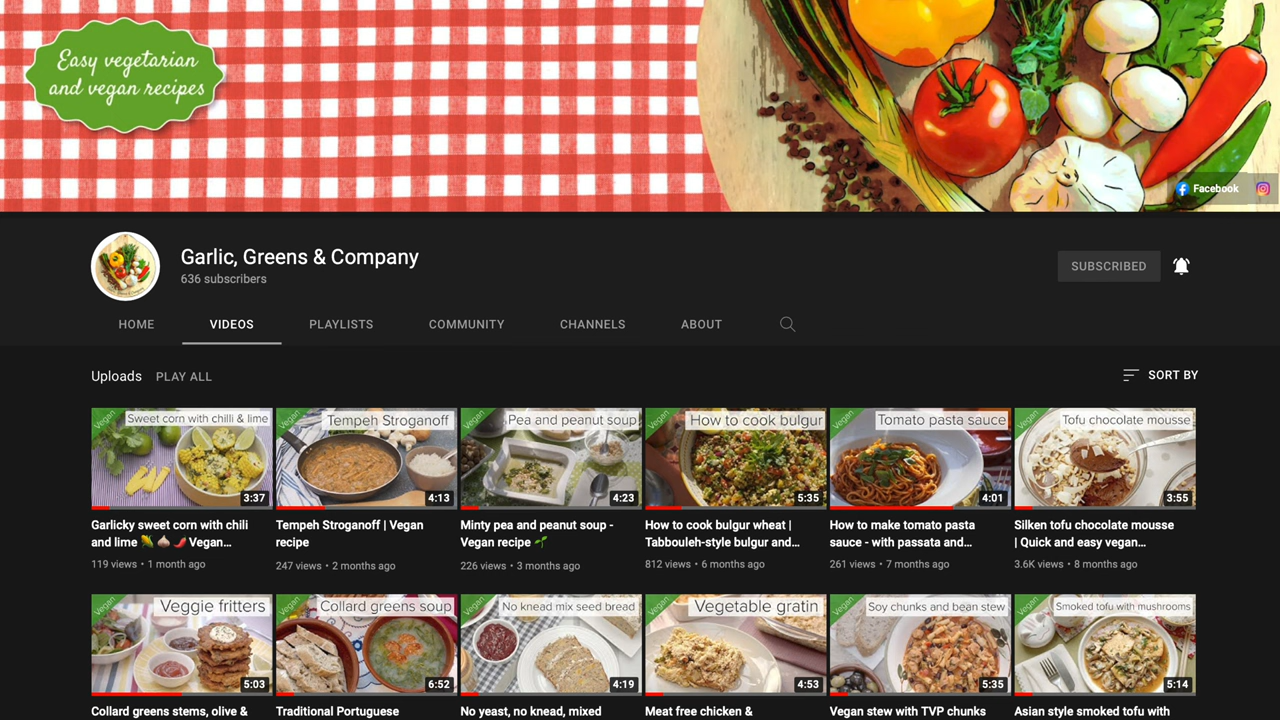 Easy vegetarian
and vegan recipes
Facebook
Garlic, Greens & Company
636 subscribers
SUBSCRIBED
HOME
VIDEOS
PLAYLISTS
COMMUNITY
CHANNELS
ABOUT
Uploads
PLAY ALL
SORT BY
Vegan
Sweet corn with chilli & lime
3:37
Vegan
Tempeh Stroganoff
4:13
Vegan
Pea and peanut soup
4:23
Vegan
How to cook bulgur
5:35
Vegan
Tomato pasta sauce
4:01
Vegan
Tofu chocolate mousse
3:55
Garlicky sweet corn with chili
and lime 🌽🧄🌶️ Vegan...
119 views • 1 month ago
Tempeh Stroganoff | Vegan
recipe
247 views • 2 months ago
Minty pea and peanut soup -
Vegan recipe 🌱
226 views • 3 months ago
How to cook bulgur wheat |
Tabbouleh-style bulgur and...
812 views • 6 months ago
How to make tomato pasta
sauce - with passata and...
261 views • 7 months ago
Silken tofu chocolate mousse
| Quick and easy vegan...
3.6K views • 8 months ago
Vegan
Veggie fritters
5:03
Vegan
Collard greens soup
6:52
Vegan
No knead mix seed bread
4:19
Vegan
Vegetable gratin
4:53
Vegan
Soy chunks and bean stew
5:35
Vegan
Smoked tofu with mushrooms
5:14
Collard greens stems, olive &
Traditional Portuguese
No yeast, no knead, mixed
Meat free chicken &
Vegan stew with TVP chunks
Asian style smoked tofu with